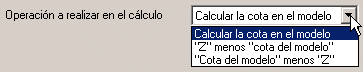 Operación a realizar en el cálculo
Calcular la cota en el modelo
Calcular la cota en el modelo
"Z" menos "cota del modelo"
"Cota del modelo" menos "Z"